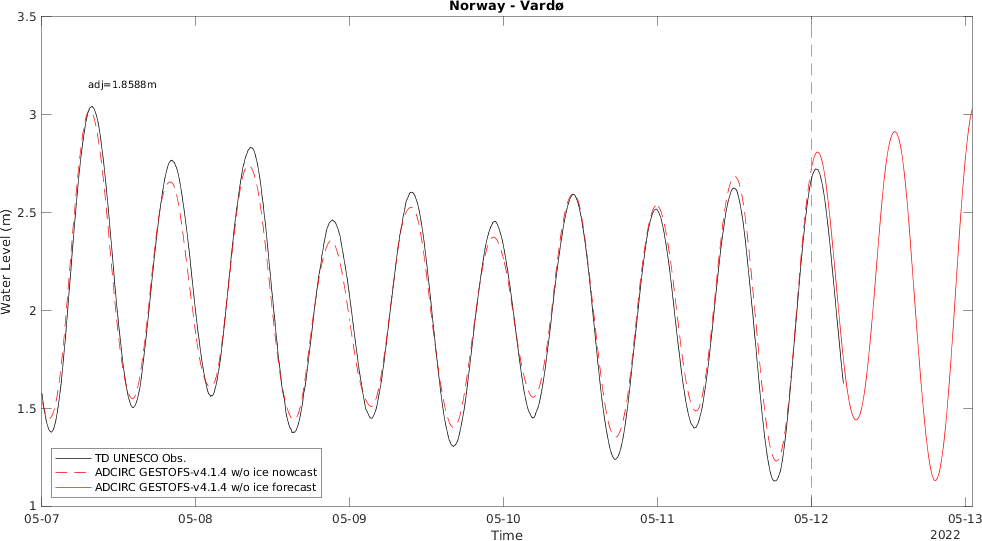 Norway - Vardø
3.5
adj=1.8588m
3
2.5
Water Level (m)
2
1.5
TD UNESCO Obs.
ADCIRC GESTOFS-v4.1.4 w/o ice nowcast
ADCIRC GESTOFS-v4.1.4 w/o ice forecast
1
05-07 05-08 05-09 05-10 05-11 05-12 05-13
Time
2022